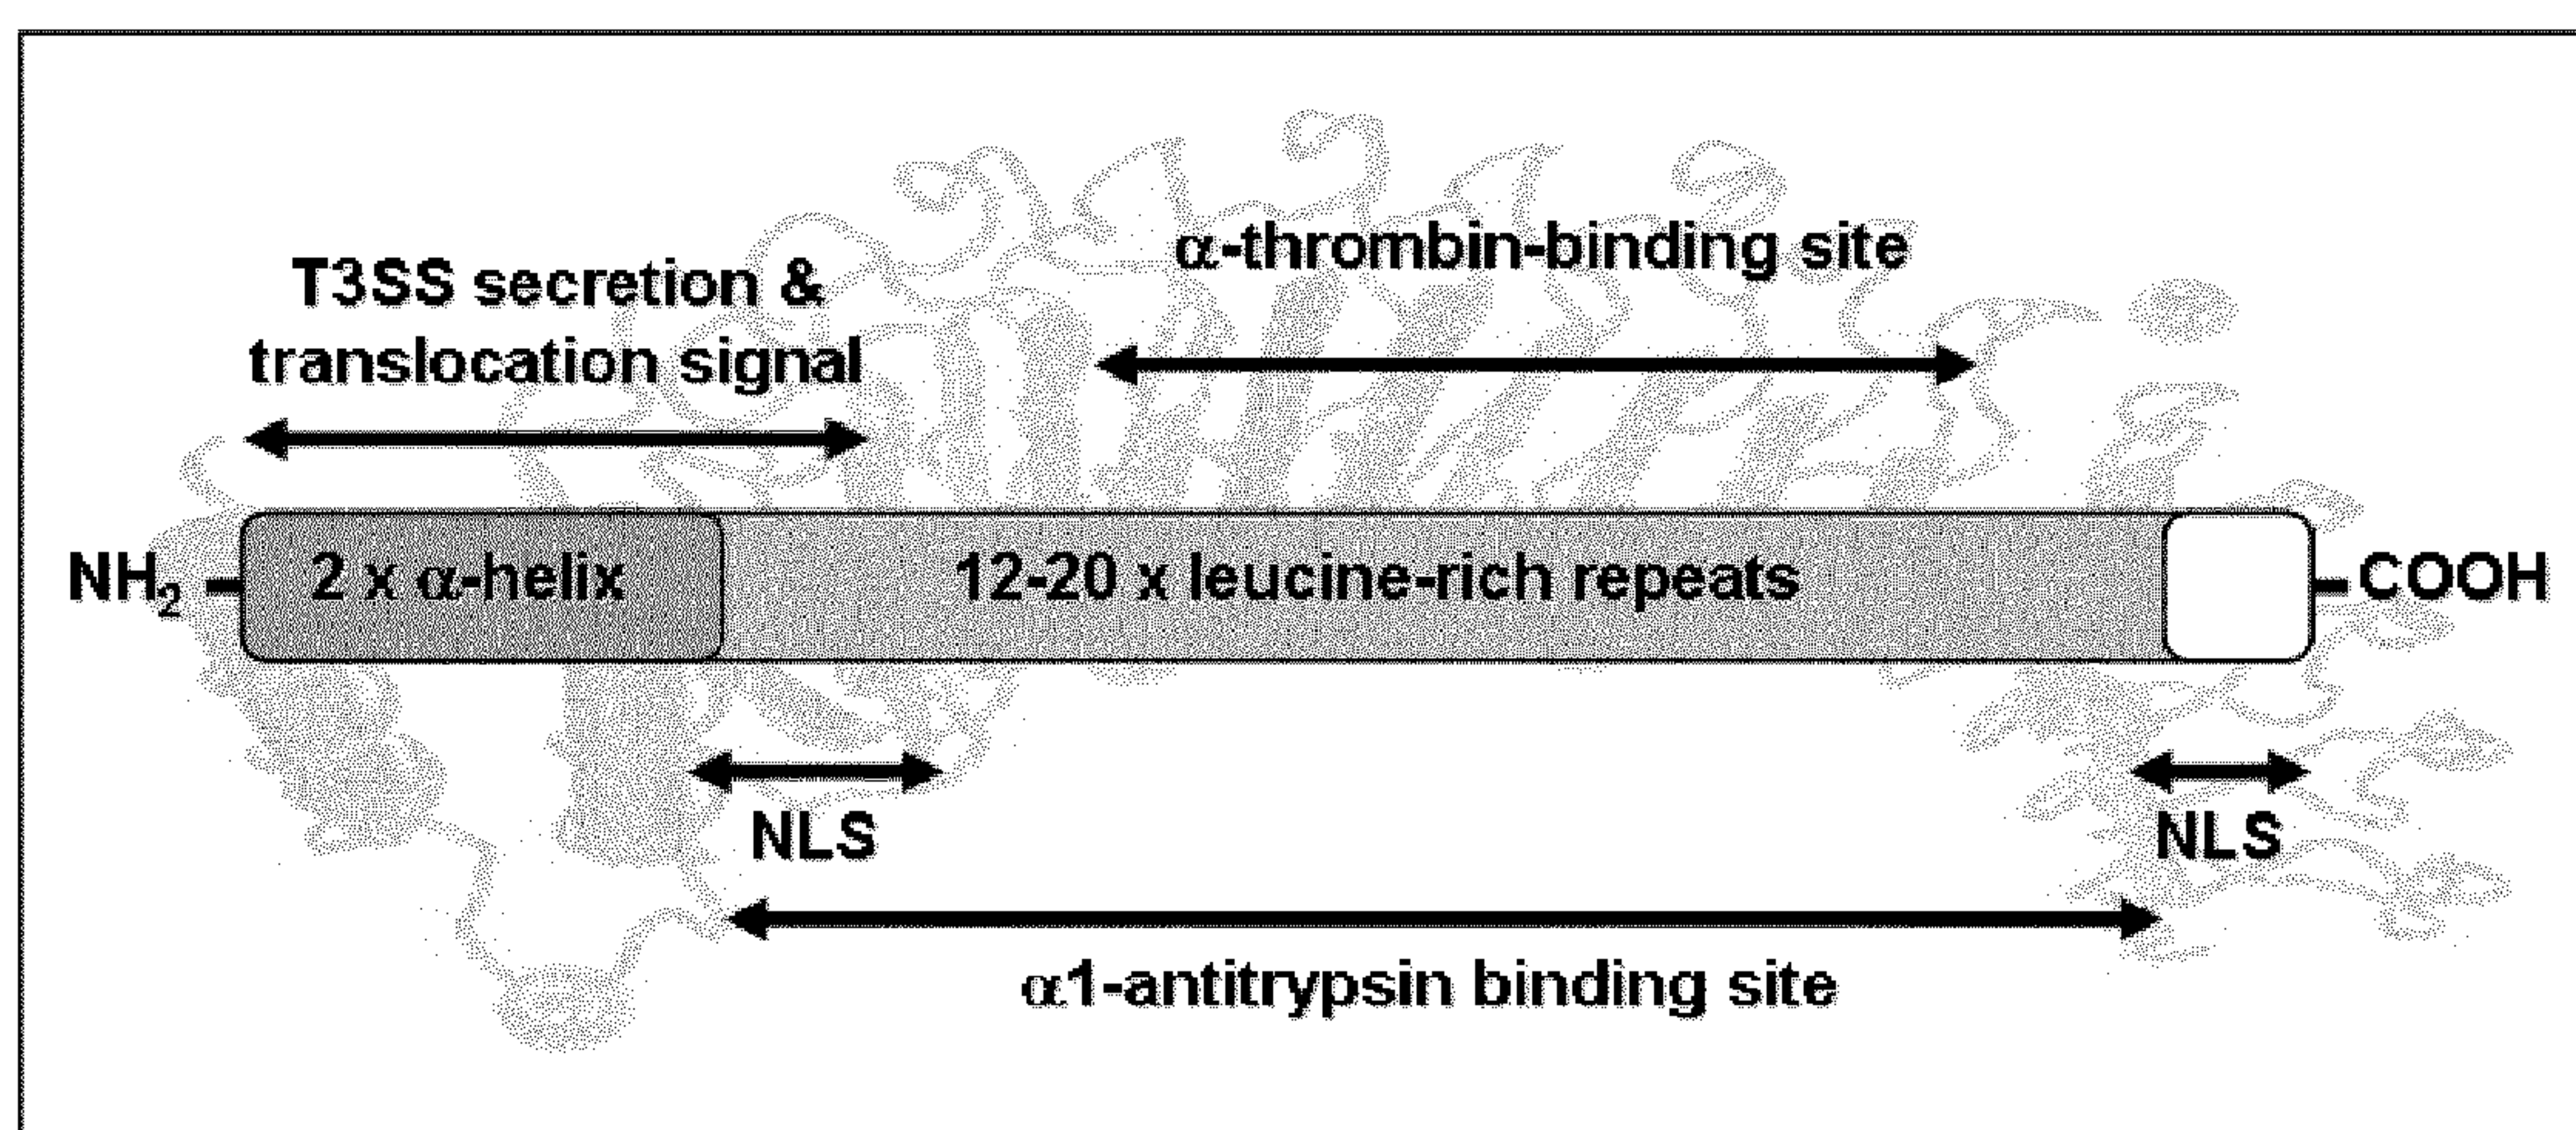 T3SS secretion &
translocation signal
α-thrombin-binding site
NH₂
2 x α-helix
12-20 x leucine-rich repeats
COOH
NLS
NLS
α1-antitrypsin binding site